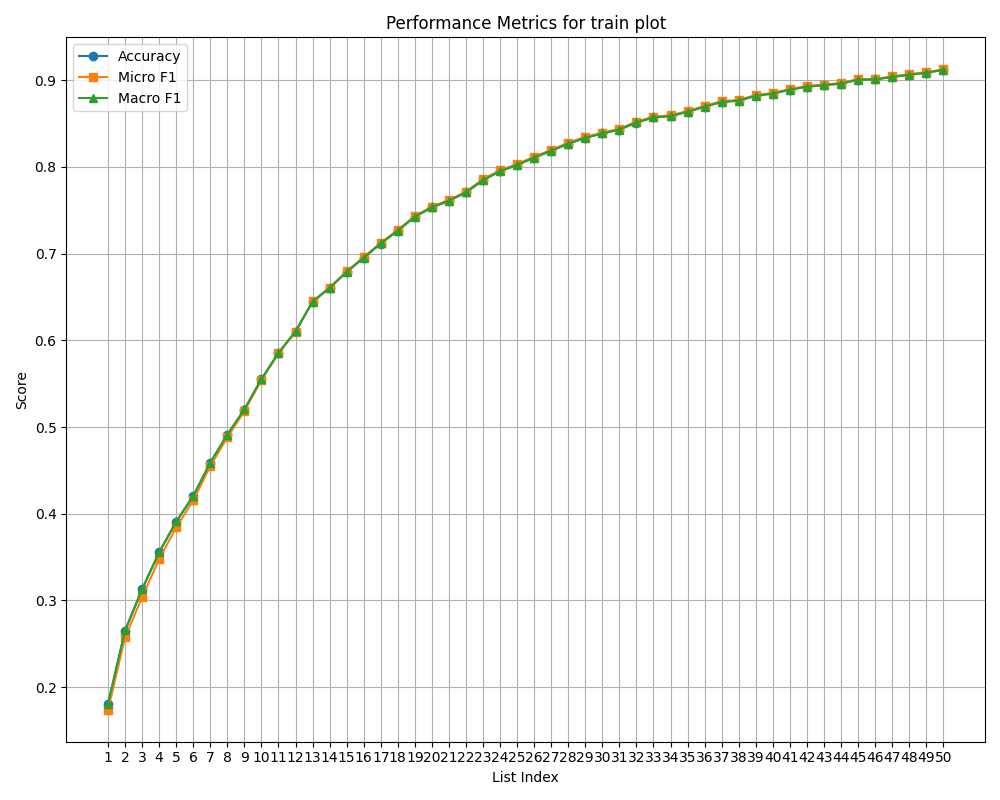 Performance Metrics for train plot
Accuracy
Micro F1
Macro F1
0.9
0.8
0.7
0.6
0.5
0.4
0.3
0.2
Score
1 2 3 4 5 6 7 8 9 10 11 12 13 14 15 16 17 18 19 20 21 22 23 24 25 26 27 28 29 30 31 32 33 34 35 36 37 38 39 40 41 42 43 44 45 46 47 48 49 50
List Index